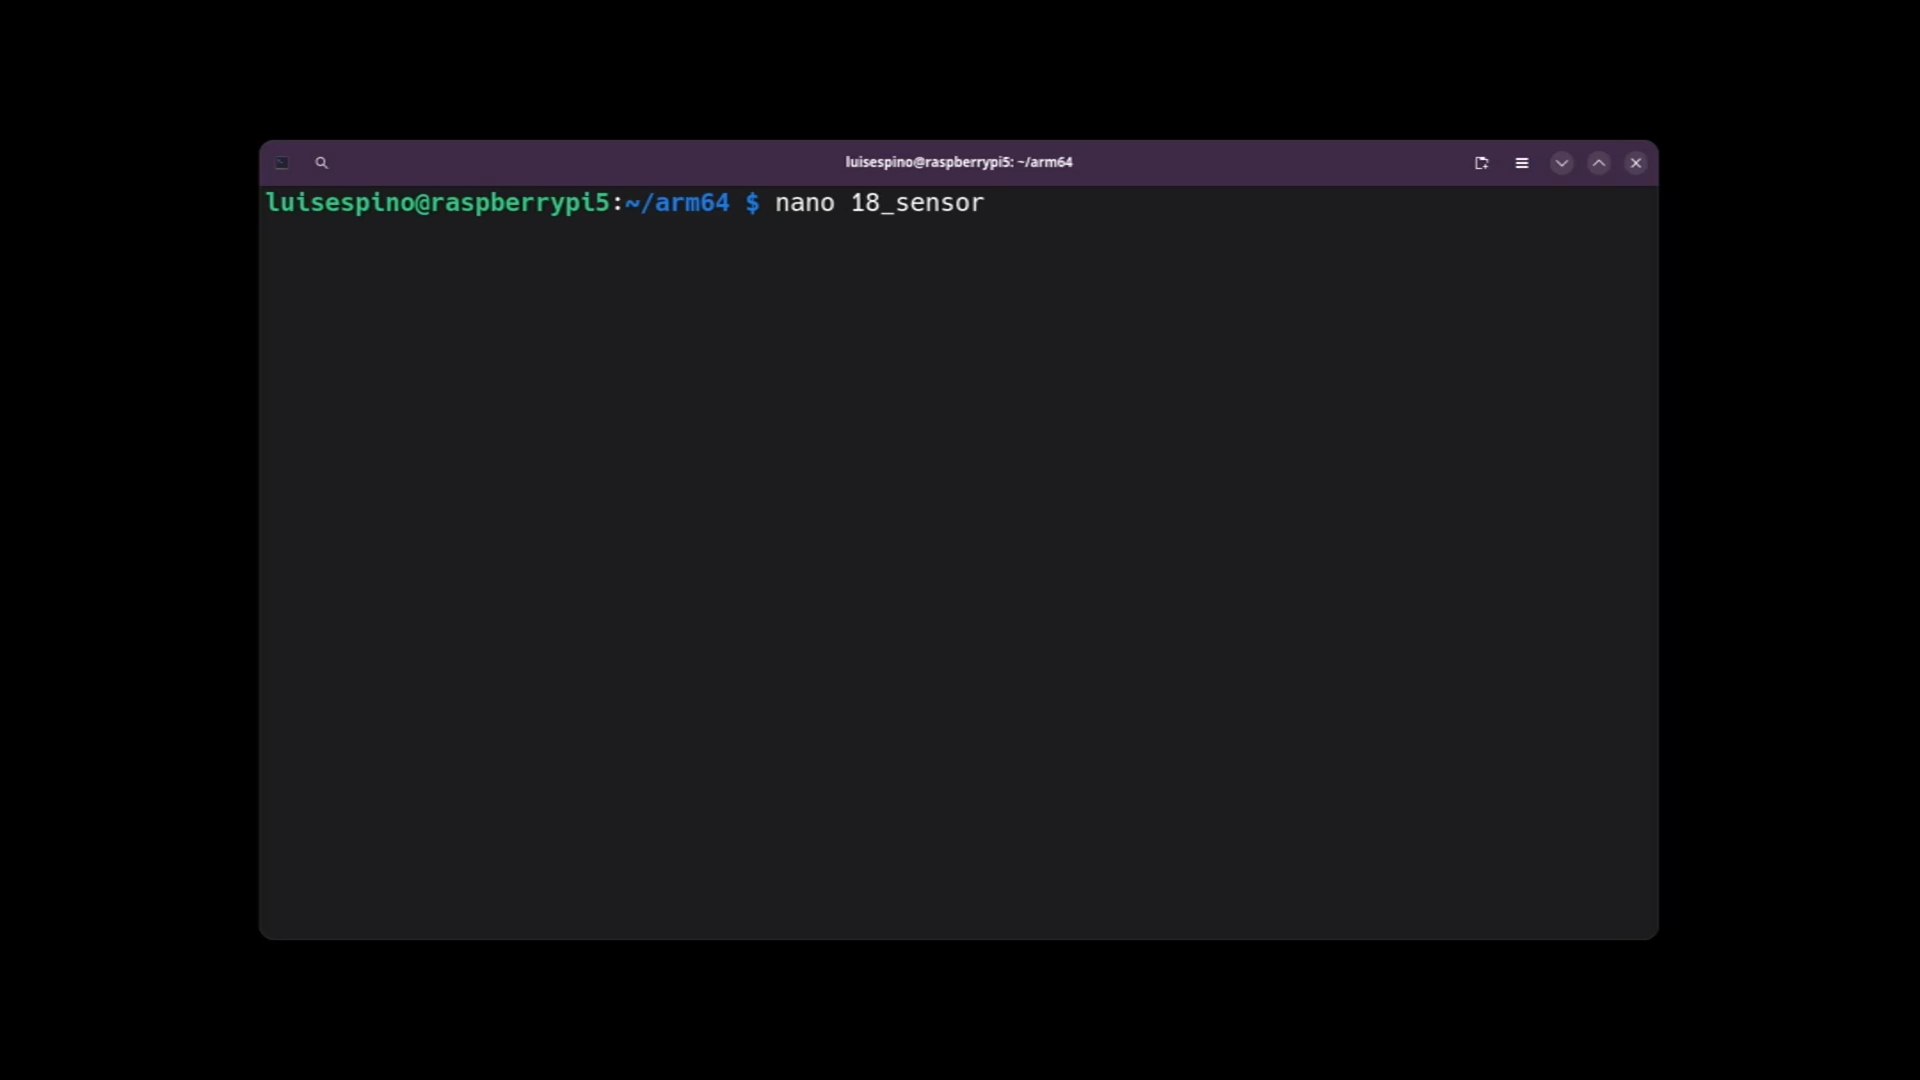 luisespino@raspberrypi5: ~/arm64
luisespino@raspberrypi5:~/arm64 $ nano 18_sensor